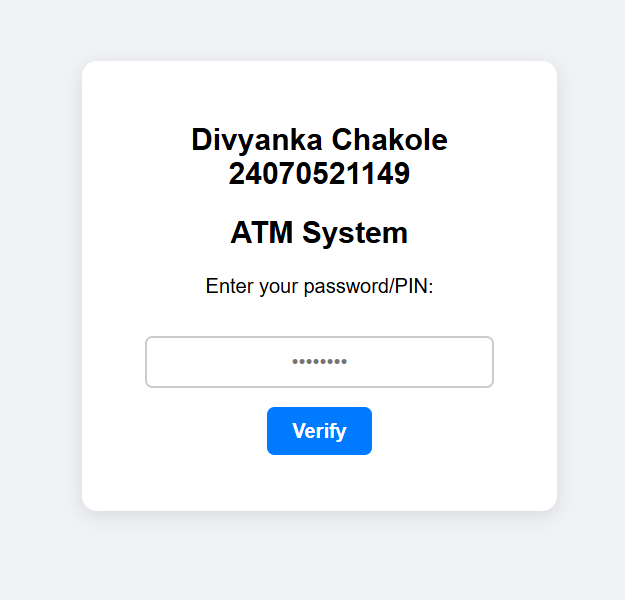 Divyanka Chakole
24070521149
ATM System
Enter your password/PIN:
••••••••
Verify